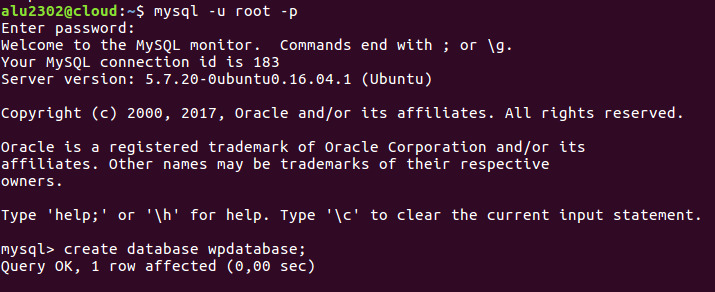 alu2302@cloud:~$ mysql -u root -p
Enter password:
Welcome to the MySQL monitor.  Commands end with ; or \g.
Your MySQL connection id is 183
Server version: 5.7.20-0ubuntu0.16.04.1 (Ubuntu)
Copyright (c) 2000, 2017, Oracle and/or its affiliates. All rights reserved.
Oracle is a registered trademark of Oracle Corporation and/or its
affiliates. Other names may be trademarks of their respective
owners.
Type 'help;' or '\h' for help. Type '\c' to clear the current input statement.
mysql> create database wpdatabase;
Query OK, 1 row affected (0,00 sec)